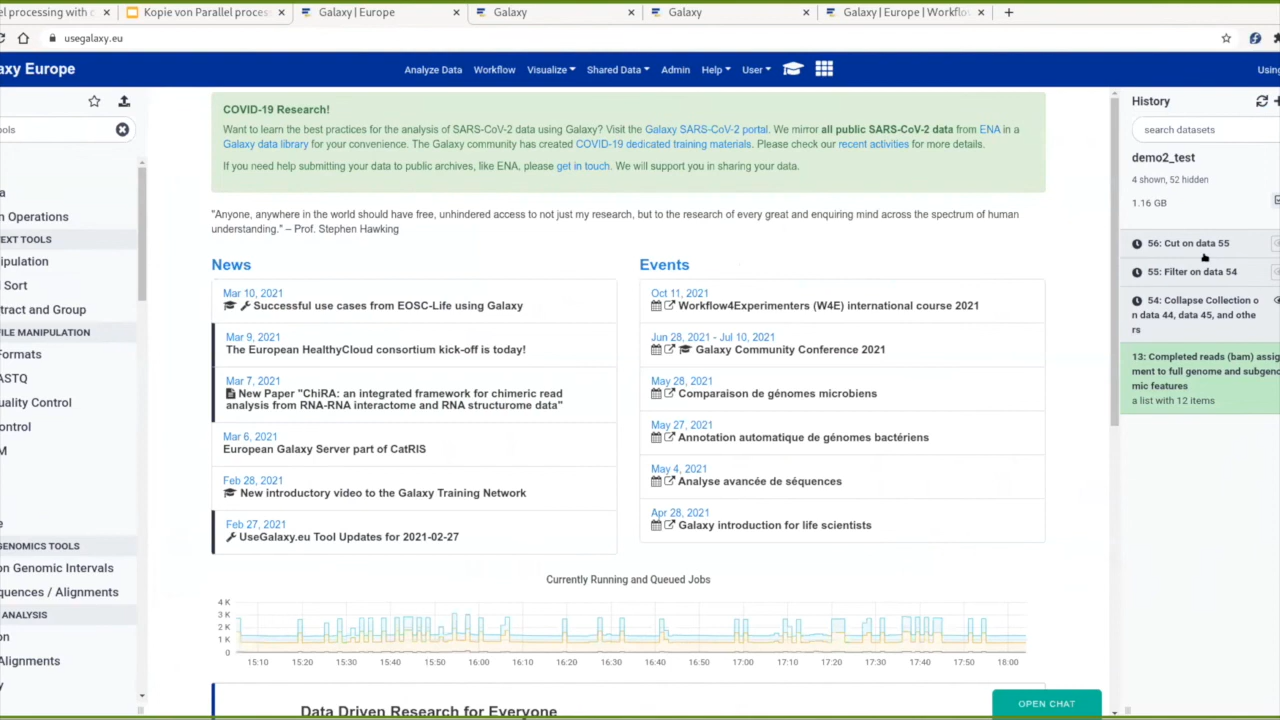 el processing with c
Kopie von Parallel proces
Galaxy | Europe
Galaxy
Galaxy
Galaxy | Europe | Workflo
usegalaxy.eu
axy Europe
Analyze Data
Workflow
Visualize
Shared Data
Admin
Help
User
Using
ols
a
h Operations
EXT TOOLS
ipulation
Sort
tract and Group
FILE MANIPULATION
Formats
ASTQ
uality Control
ontrol
M
e
GENOMICS TOOLS
on Genomic Intervals
quences / Alignments
ANALYSIS
on
Alignments
y
COVID-19 Research!
Want to learn the best practices for the analysis of SARS-CoV-2 data using Galaxy? Visit the Galaxy SARS-CoV-2 portal. We mirror all public SARS-CoV-2 data from ENA in a
Galaxy data library for your convenience. The Galaxy community has created COVID-19 dedicated training materials. Please check our recent activities for more details.
If you need help submitting your data to public archives, like ENA, please get in touch. We will support you in sharing your data.
"Anyone, anywhere in the world should have free, unhindered access to not just my research, but to the research of every great and enquiring mind across the spectrum of human
understanding." – Prof. Stephen Hawking
News
Mar 10, 2021
Successful use cases from EOSC-Life using Galaxy
Mar 9, 2021
The European HealthyCloud consortium kick-off is today!
Mar 7, 2021
New Paper "ChiRA: an integrated framework for chimeric read
analysis from RNA-RNA interactome and RNA structurome data"
Mar 6, 2021
European Galaxy Server part of CatRIS
Feb 28, 2021
New introductory video to the Galaxy Training Network
Feb 27, 2021
UseGalaxy.eu Tool Updates for 2021-02-27
Events
Oct 11, 2021
Workflow4Experimenters (W4E) international course 2021
Jun 28, 2021 - Jul 10, 2021
Galaxy Community Conference 2021
May 28, 2021
Comparaison de génomes microbiens
May 27, 2021
Annotation automatique de génomes bactériens
May 4, 2021
Analyse avancée de séquences
Apr 28, 2021
Galaxy introduction for life scientists
Currently Running and Queued Jobs
4 K
3 K
2 K
1 K
0
15:10 15:20 15:30 15:40 15:50 16:00 16:10 16:20 16:30 16:40 16:50 17:00 17:10 17:20 17:30 17:40 17:50 18:00
Data Driven Research for Everyone
OPEN CHAT
History
search datasets
demo2_test
4 shown, 52 hidden
1.16 GB
56: Cut on data 55
55: Filter on data 54
54: Collapse Collection o
n data 44, data 45, and othe
rs
13: Completed reads (bam) assig
ment to full genome and subgeno
mic features
a list with 12 items